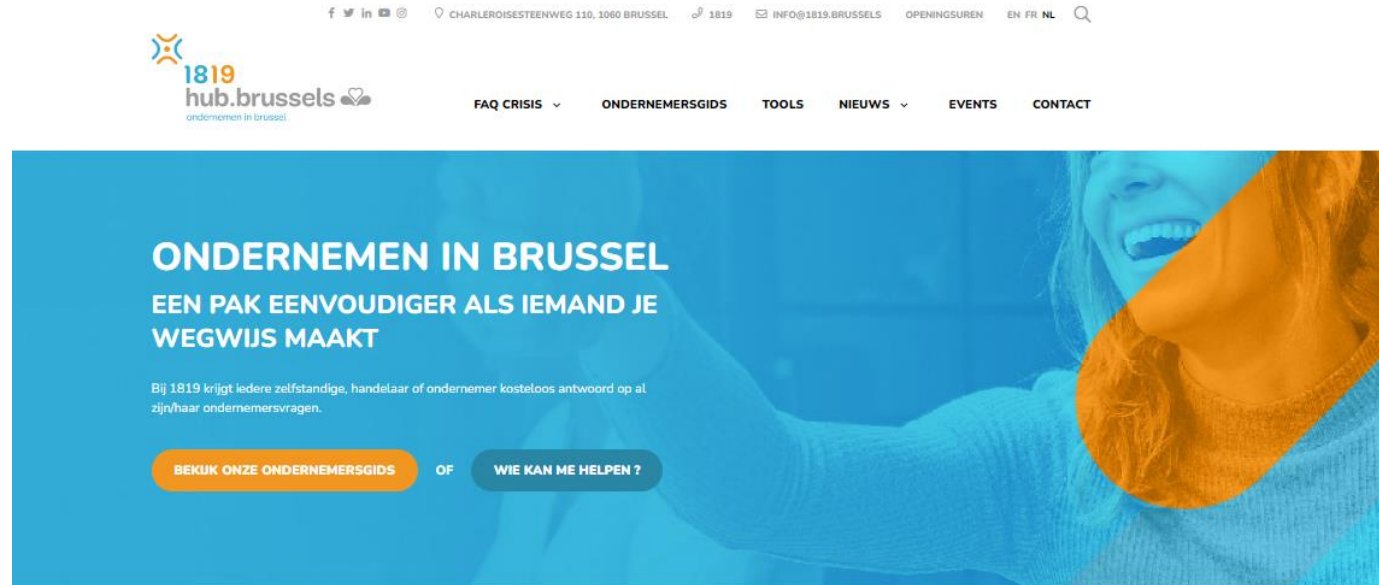 CHARLEROISESTEENWEG 110, 1060 BRUSSEL 1819 INFO@1819.BRUSSELS OPENINGSUREN EN FR NL
1819
hub.brussels
ondernemen in brussel
FAQ CRISIS ONDERNEMERSGIDS TOOLS NIEUWS EVENTS CONTACT
ONDERNEMEN IN BRUSSEL
EEN PAK EENVOUDIGER ALS IEMAND JE
WEGWIJS MAAKT
Bij 1819 krijgt iedere zelfstandige, handelaar of ondernemer kosteloos antwoord op al
zijn/haar ondernemersvragen.
BEKIJK ONZE ONDERNEMERSGIDS OF WIE KAN ME HELPEN ?